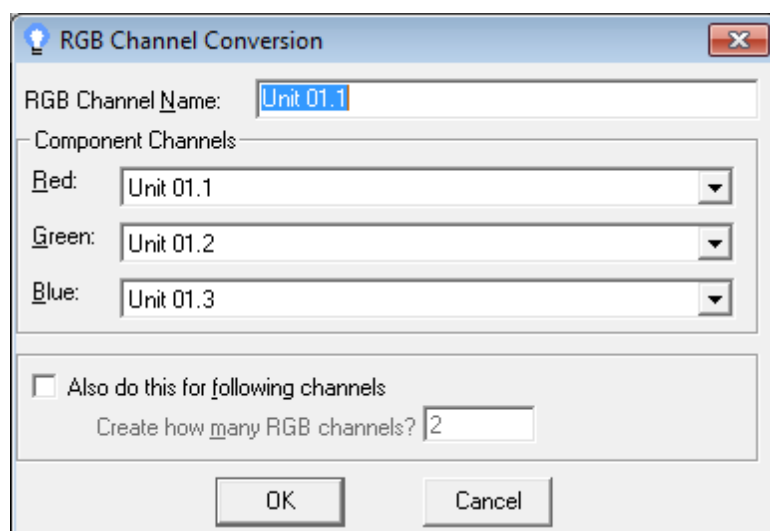 RGB Channel Conversion
RGB Channel Name: Unit 01.1
Component Channels
Red: Unit 01.1
Green: Unit 01.2
Blue: Unit 01.3
Also do this for following channels
Create how many RGB channels? 2
OK Cancel